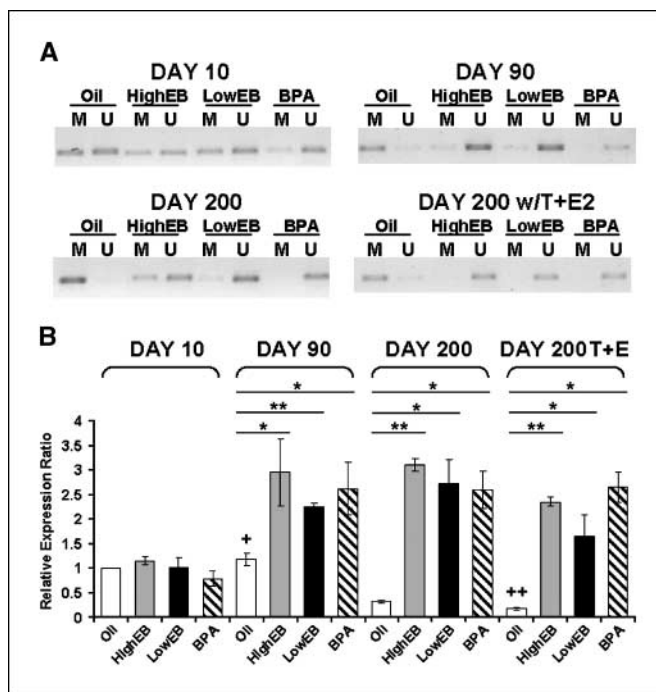 A
DAY 10 DAY 90
Oil HighEB LowEB BPA Oil HighEB LowEB BPA
M U M U M U M U M U M U M U M U
DAY 200 DAY 200 w/T+E2
Oil HighEB LowEB BPA Oil HighEB LowEB BPA
M U M U M U M U M U M U M U M U
B
DAY 10 DAY 90 DAY 200 DAY 200 T+E
* * *
** * *
* ** **
Relative Expression Ratio
4
3.5
3
2.5
2
1.5
1
0.5
0
+ ++
Oil HighEB LowEB BPA Oil HighEB LowEB BPA Oil HighEB LowEB BPA Oil HighEB LowEB BPA